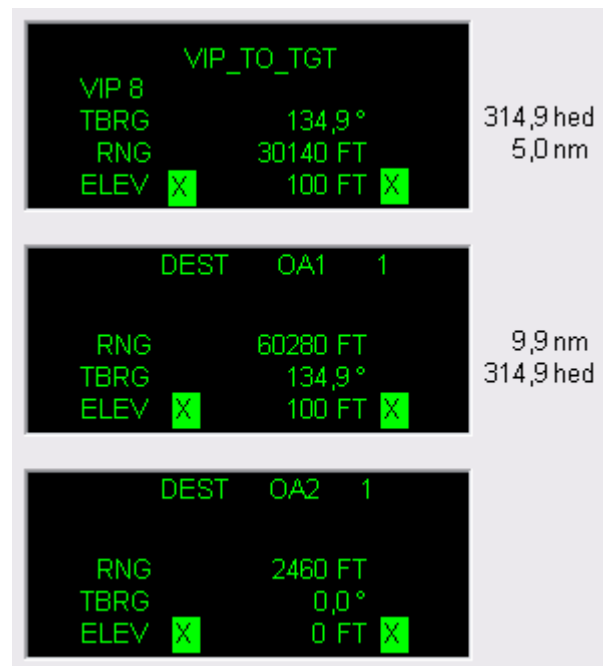 VIP_TO_TGT
VIP 8
TBRG 134,9 ° 314,9 hed
RNG 30140 FT 5,0 nm
ELEV X 100 FT X
DEST OA1 1
RNG 60280 FT 9,9 nm
TBRG 134,9 ° 314,9 hed
ELEV X 100 FT X
DEST OA2 1
RNG 2460 FT
TBRG 0,0 °
ELEV X 0 FT X